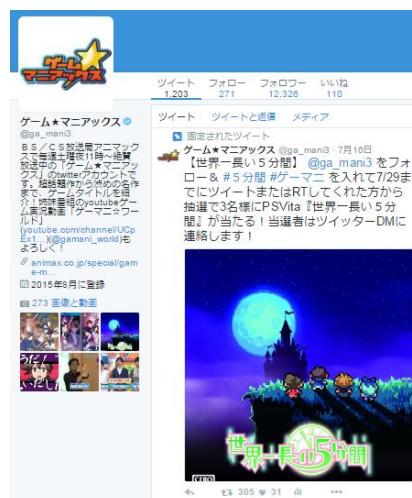 ゲーム
マニアックス
ツイート フォロー フォロワー いいね
1,203 271 12,326 110
ゲーム★マニアックス
@ga_mani3
BS／CS放送局アニマック
スで毎週土曜夜11時～絶賛
放送中の「ゲーム★マニアッ
クス」のtwitterアカウントで
す。超話題作から渋めの名作
まで、ゲームタイトルを紹
介！姉妹番組のyoutubeゲー
ム実況動画「ゲーマニ☆ワー
ルド」
(youtube.com/channel/UCp
Ex1…)(@gamani_world)も
よろしく！
animax.co.jp/special/gam
e-m…
2015年8月に登録
273 画像と動画
ツイート ツイートと返信 メディア
固定されたツイート
ゲーム★マニアックス @ga_mani3 · 7月16日
【世界一長い５分間】 @ga_mani3 をフォ
ロー＆ #５分間 #ゲーマニ を入れて7/29ま
でにツイートまたはRTしてくれた方から
抽選で3名様にPSVita『世界一長い５分
間』が当たる！当選者はツイッターDMに
連絡します！
世界一長い5分間
305 31